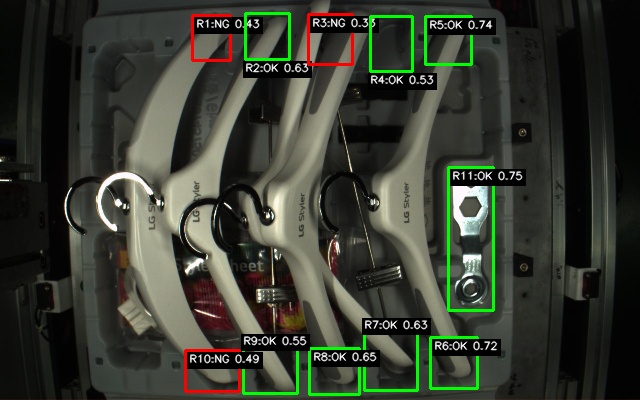 R1:NG 0.43
R2:OK 0.63
R3:NG 0.33
R4:OK 0.53
R5:OK 0.74
R11:OK 0.75
LG Styler
LG Styler
LG Styler
R9:OK 0.55
R7:OK 0.63
R6:OK 0.72
R10:NG 0.49
R8:OK 0.65